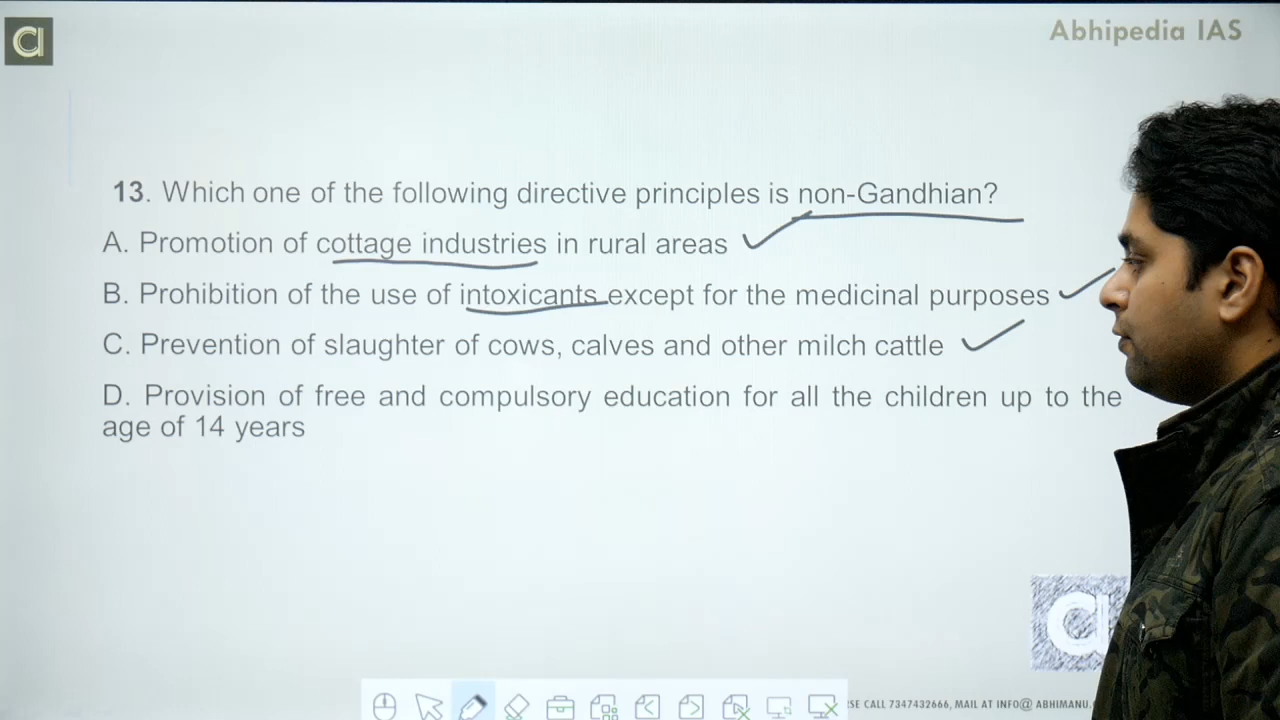 Abhipedia IAS
13. Which one of the following directive principles is non-Gandhian?
A. Promotion of cottage industries in rural areas
B. Prohibition of the use of intoxicants except for the medicinal purposes
C. Prevention of slaughter of cows, calves and other milch cattle
D. Provision of free and compulsory education for all the children up to the
age of 14 years
CALL 7347432666, MAIL AT INFO@ ABHIMANU.